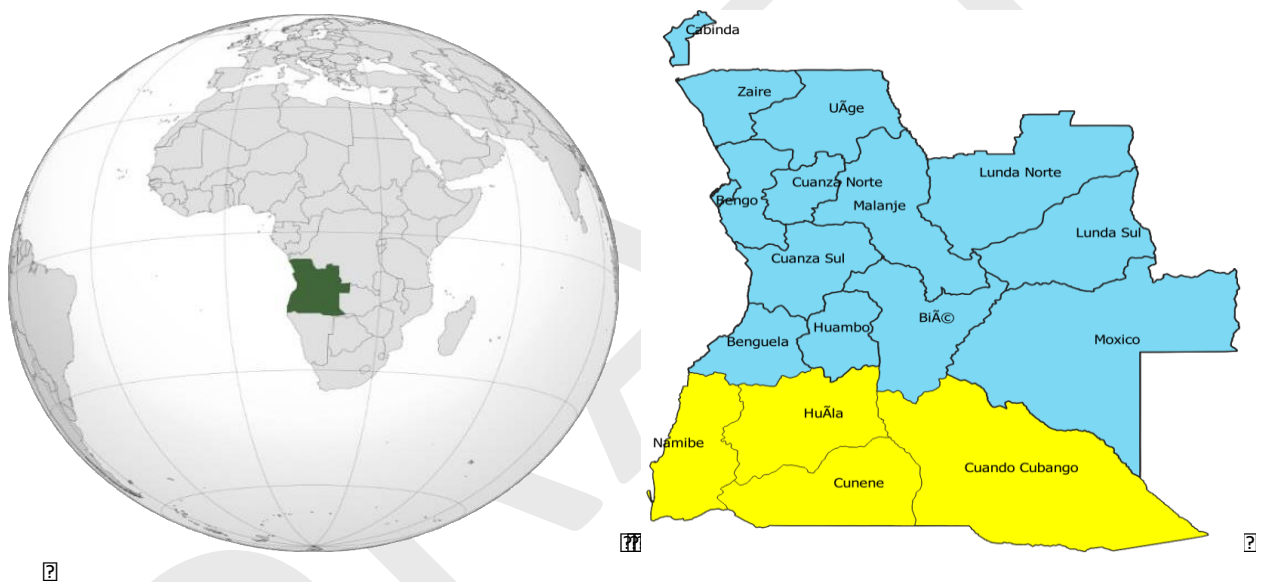 Cabinda
Zaire
UÃge
Lunda Norte
Cuanza Norte
Bengo
Malanje
Lunda Sul
Cuanza Sul
BiÃ©
Huambo
Benguela
Moxico
HuÃla
Namibe
Cuando Cubango
Cunene